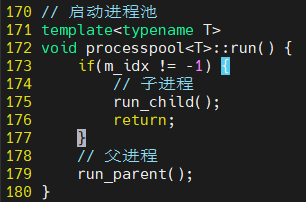 170 // 启动进程池
171 template<typename T>
172 void processpool<T>::run() {
173     if(m_idx != -1) {
174         // 子进程
175         run_child();
176         return;
177     }
178     // 父进程
179     run_parent();
180 }